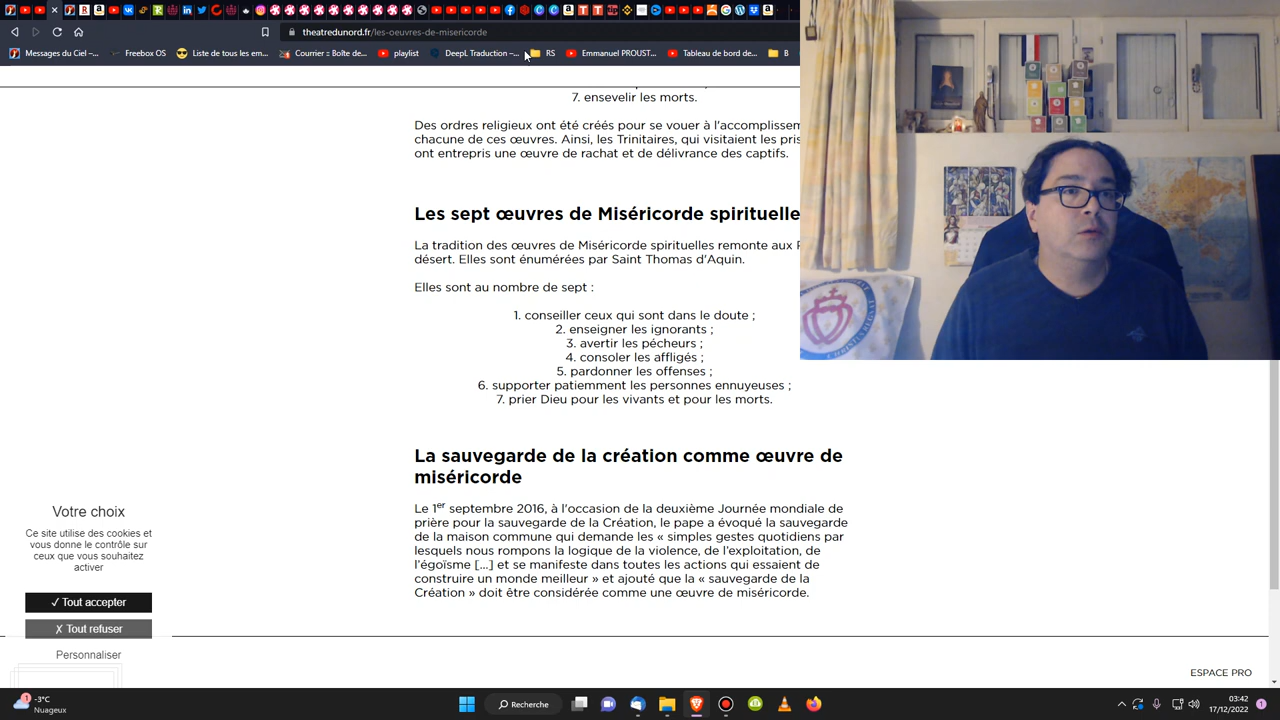 theatredunord.fr/les-oeuvres-de-misericorde
Messages du Ciel –...
Freebox OS
Liste de tous les em...
Courrier :: Boîte de...
playlist
DeepL Traduction –...
RS
Emmanuel PROUST...
Tableau de bord de...
B
7. ensevelir les morts.
Des ordres religieux ont été créés pour se vouer à l'accomplissem
chacune de ces œuvres. Ainsi, les Trinitaires, qui visitaient les pris
ont entrepris une œuvre de rachat et de délivrance des captifs.
Les sept œuvres de Miséricorde spirituelle
La tradition des œuvres de Miséricorde spirituelles remonte aux
désert. Elles sont énumérées par Saint Thomas d'Aquin.
Elles sont au nombre de sept :
1. conseiller ceux qui sont dans le doute ;
2. enseigner les ignorants ;
3. avertir les pécheurs ;
4. consoler les affligés ;
5. pardonner les offenses ;
6. supporter patiemment les personnes ennuyeuses ;
7. prier Dieu pour les vivants et pour les morts.
La sauvegarde de la création comme œuvre de
miséricorde
Le 1er septembre 2016, à l'occasion de la deuxième Journée mondiale de
prière pour la sauvegarde de la Création, le pape a évoqué la sauvegarde
de la maison commune qui demande les « simples gestes quotidiens par
lesquels nous rompons la logique de la violence, de l'exploitation, de
l'égoïsme [...] et se manifeste dans toutes les actions qui essaient de
construire un monde meilleur » et ajouté que la « sauvegarde de la
Création » doit être considérée comme une œuvre de miséricorde.
Votre choix
Ce site utilise des cookies et
vous donne le contrôle sur
ceux que vous souhaitez
activer
✓ Tout accepter
✗ Tout refuser
Personnaliser
ESPACE PRO
1
-3°C
Nuageux
Recherche
03:42
17/12/2022
1